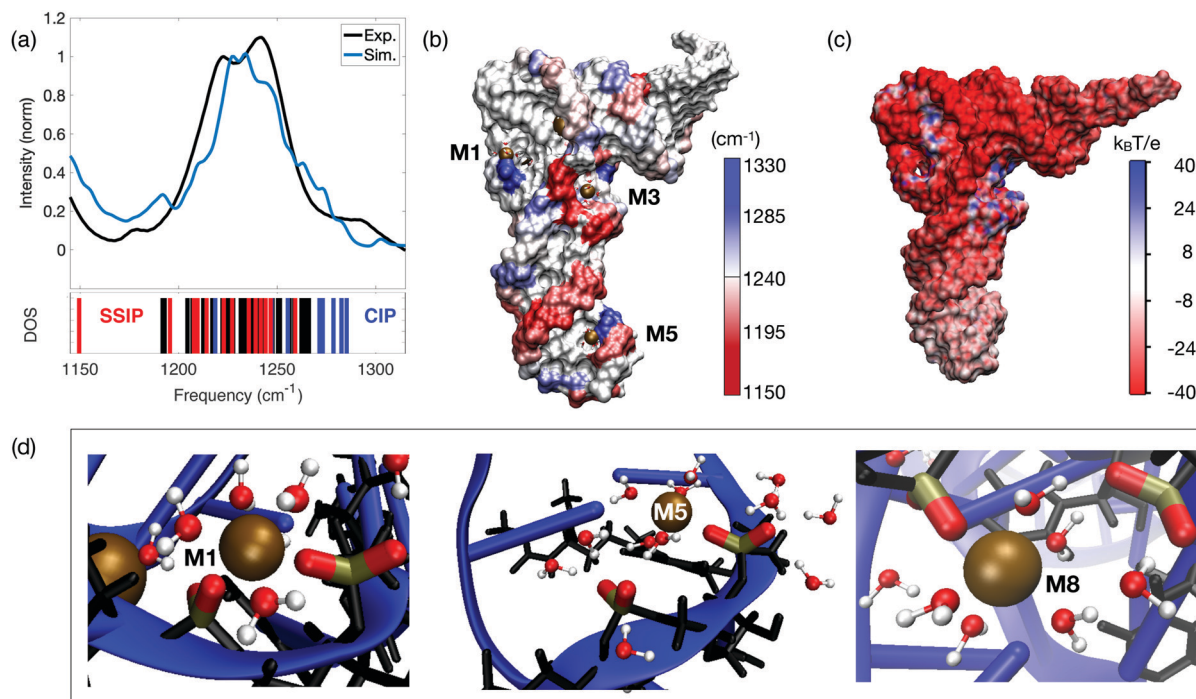 (a)
1.2
1
0.8
0.6
0.4
0.2
0
Intensity (norm)
Exp.
Sim.
DOS
SSIP
CIP
1150
1200
1250
1300
Frequency (cm⁻¹)
(b)
M1
M3
M5
(cm⁻¹)
1330
1285
1240
1195
1150
(c)
kBT/e
40
24
8
-8
-24
-40
(d)
M1
M5
M8